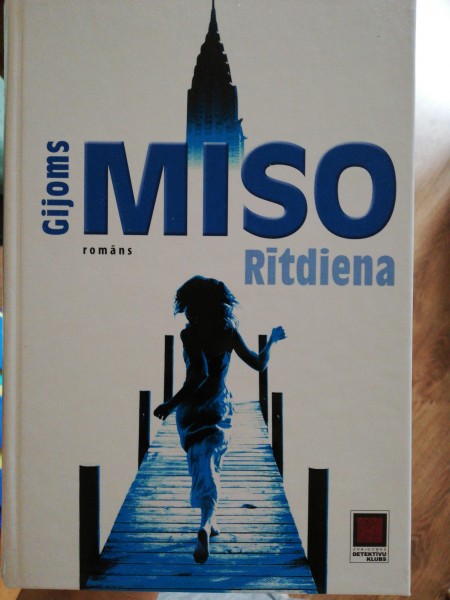 Gijoms
MISO
romāns
Rītdiena
DETEKTĪVU
KLUBS